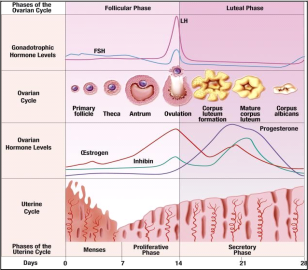 Phases of the
Ovarian Cycle
Follicular Phase
Luteal Phase
LH
Gonadotrophic
Hormone Levels
FSH
Ovarian
Cycle
Primary
follicle
Theca
Antrum
Ovulation
Corpus
luteum
formation
Mature
corpus
luteum
Corpus
albicans
Ovarian
Hormone Levels
Œstrogen
Inhibin
Progesterone
Uterine
Cycle
Phases of the
Uterine Cycle
Menses
Proliferative
Phase
Secretory
Phase
Days
0
7
14
21
28